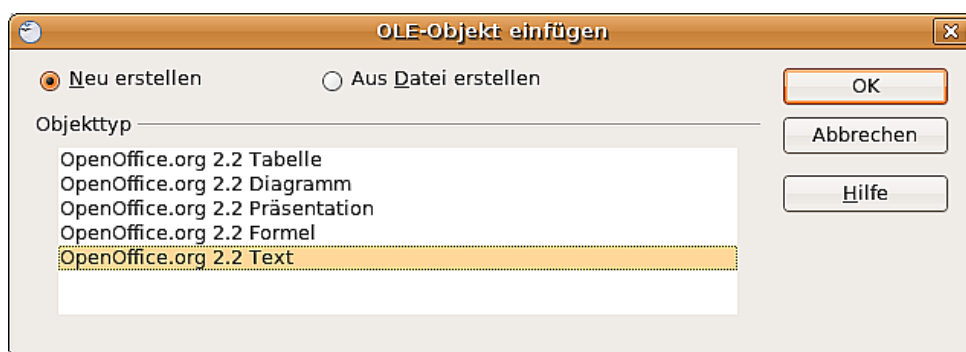 OLE-Objekt einfügen
Neu erstellen
Aus Datei erstellen
OK
Objekttyp
Abbrechen
OpenOffice.org 2.2 Tabelle
OpenOffice.org 2.2 Diagramm
Hilfe
OpenOffice.org 2.2 Präsentation
OpenOffice.org 2.2 Formel
OpenOffice.org 2.2 Text